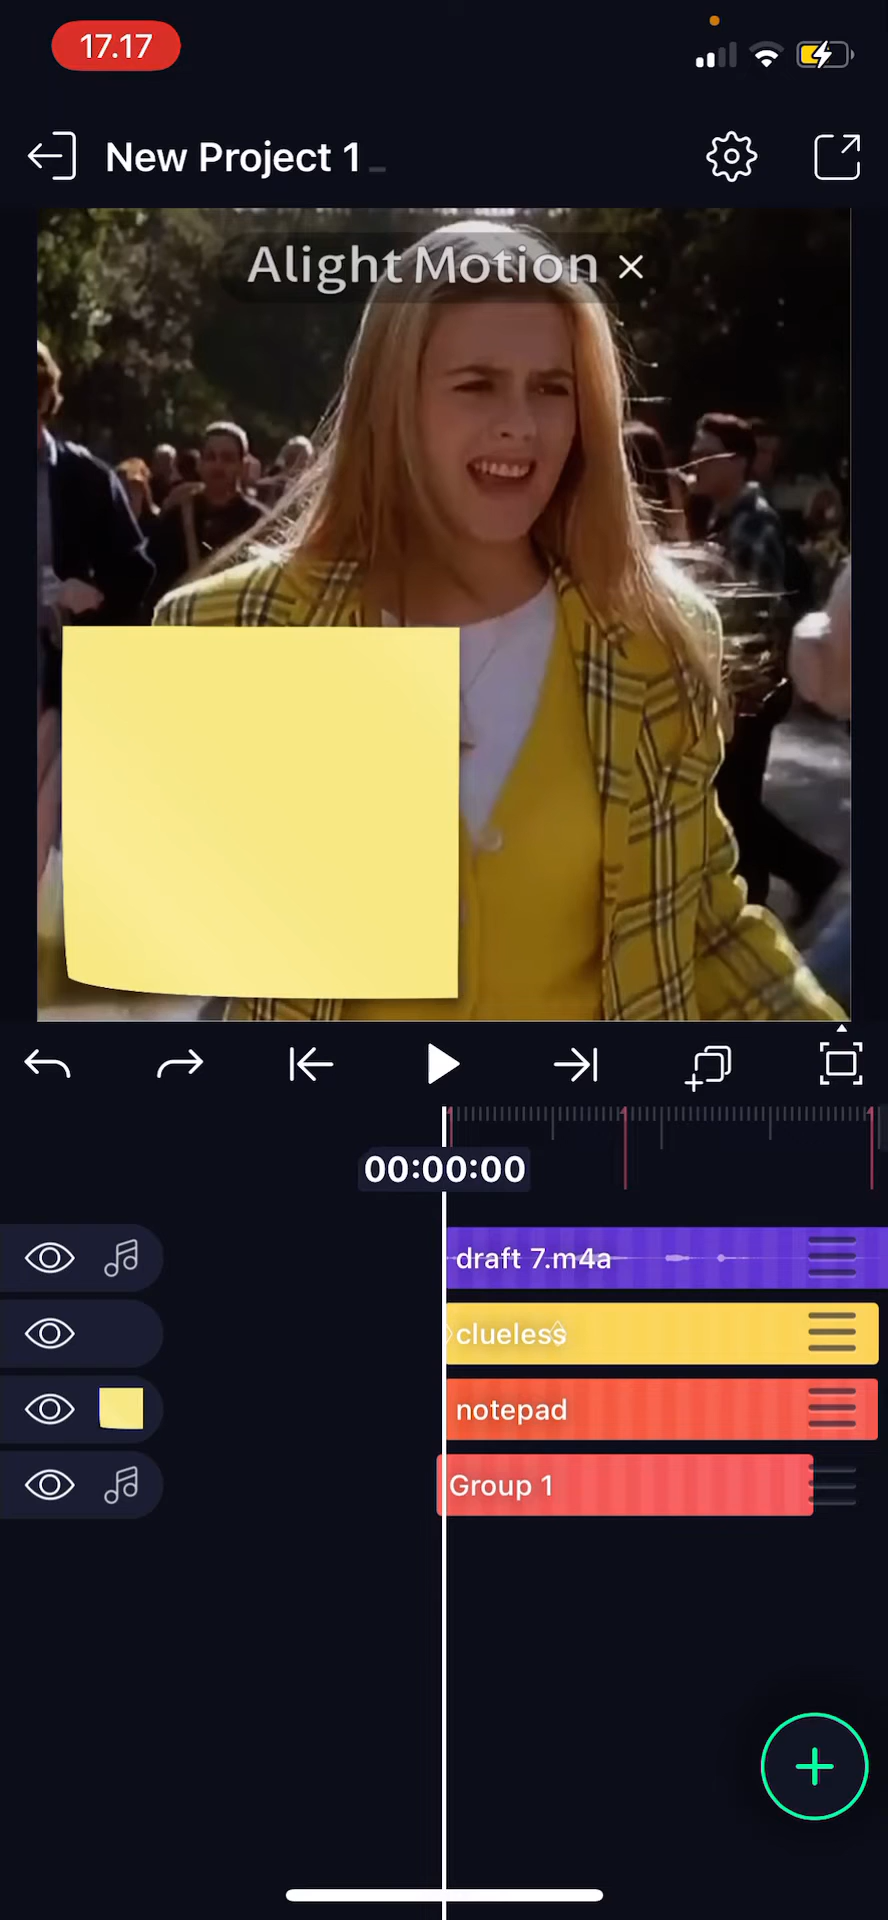 17.17
New Project 1
Alight Motion
00:00:00
draft 7.m4a
clueless
notepad
Group 1